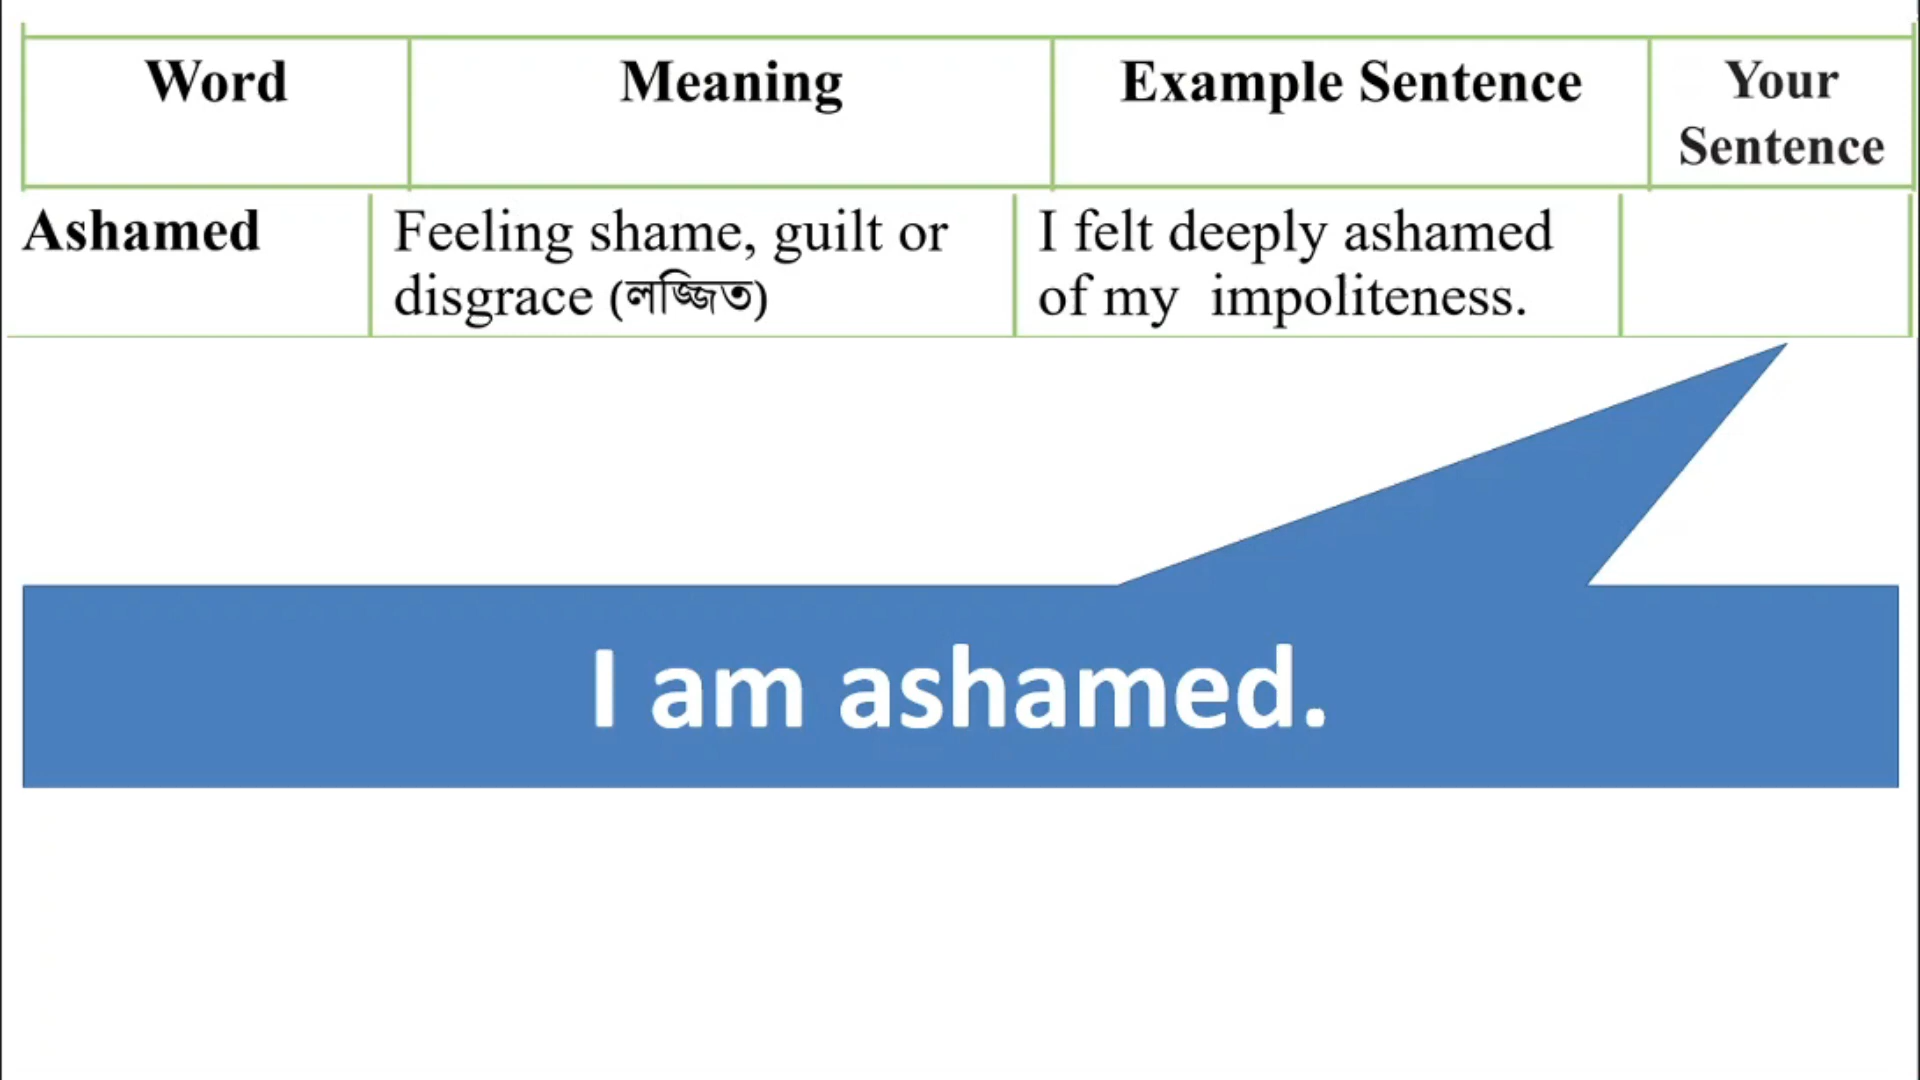 Word Meaning Example Sentence Your
Sentence
Ashamed Feeling shame, guilt or I felt deeply ashamed
disgrace (লজ্জিত) of my impoliteness.
I am ashamed.